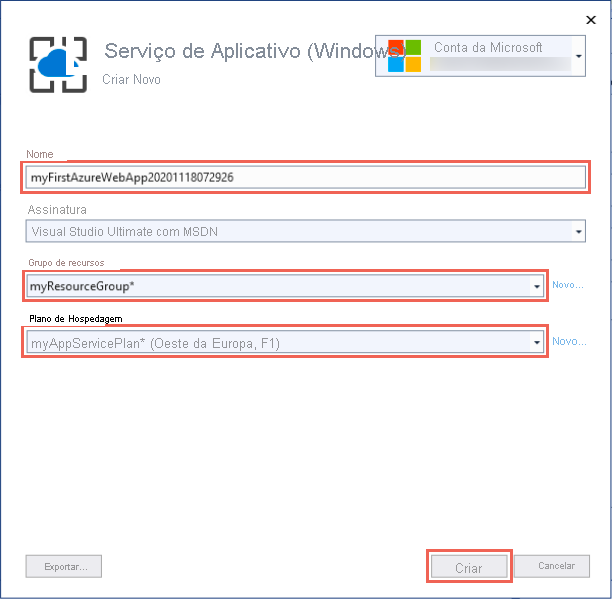 Serviço de Aplicativo (Windows)
Criar Novo
Conta da Microsoft
Nome
myFirstAzureWebApp20201118072926
Assinatura
Visual Studio Ultimate com MSDN
Grupo de recursos
myResourceGroup*
Novo...
Plano de Hospedagem
myAppServicePlan* (Oeste da Europa, F1)
Novo...
Exportar...
Criar
Cancelar